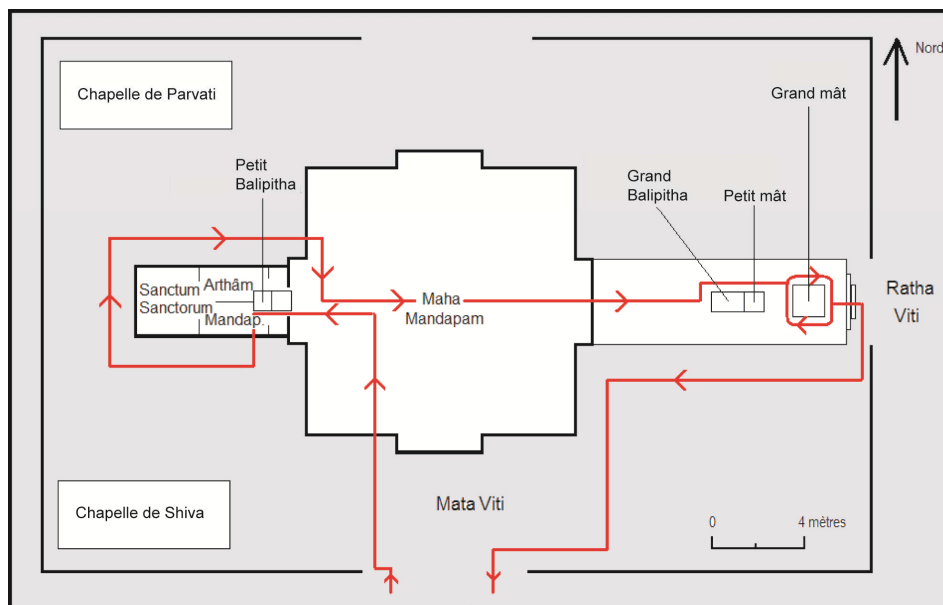 Nord
Chapelle de Parvati
Grand mât
Petit
Balipitha
Grand
Balipitha
Petit mât
Sanctum
Sanctorum
Arthâm
Mandap.
Maha
Mandapam
Ratha
Viti
Chapelle de Shiva
Mata Viti
0
4 mètres